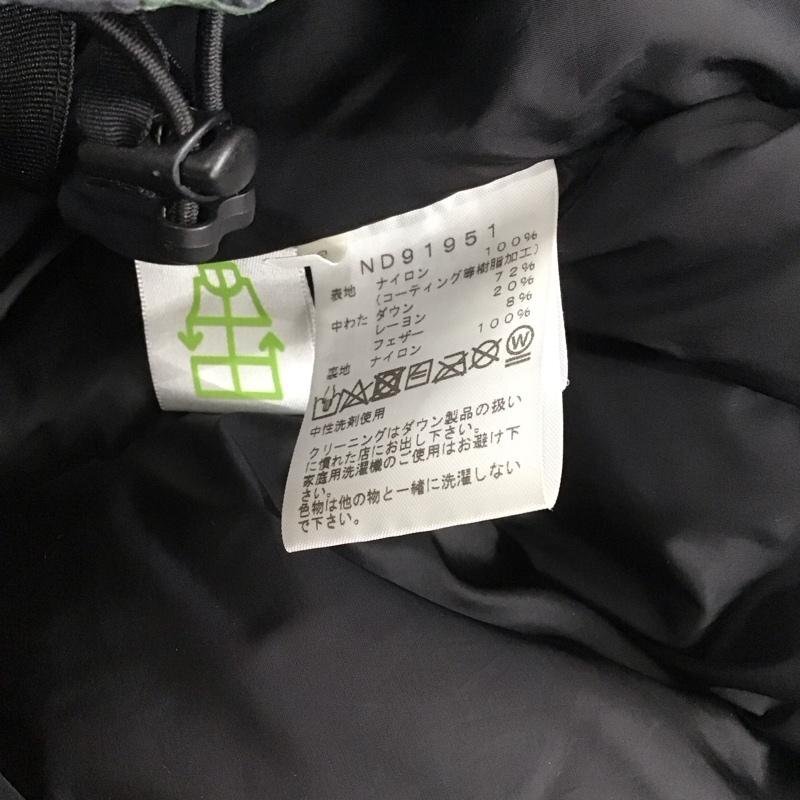 ND91951
表地 ナイロン 100%
(コーティング等樹脂加工)
中わた ダウン 72%
レーヨン 20%
フェザー 8%
裏地 ナイロン 100%
W
中性洗剤使用
クリーニングはダウン製品の扱い
に慣れた店にお出し下さい。
家庭用洗濯機のご使用はお避け下
さい。
色物は他の物と一緒に洗濯しない
で下さい。